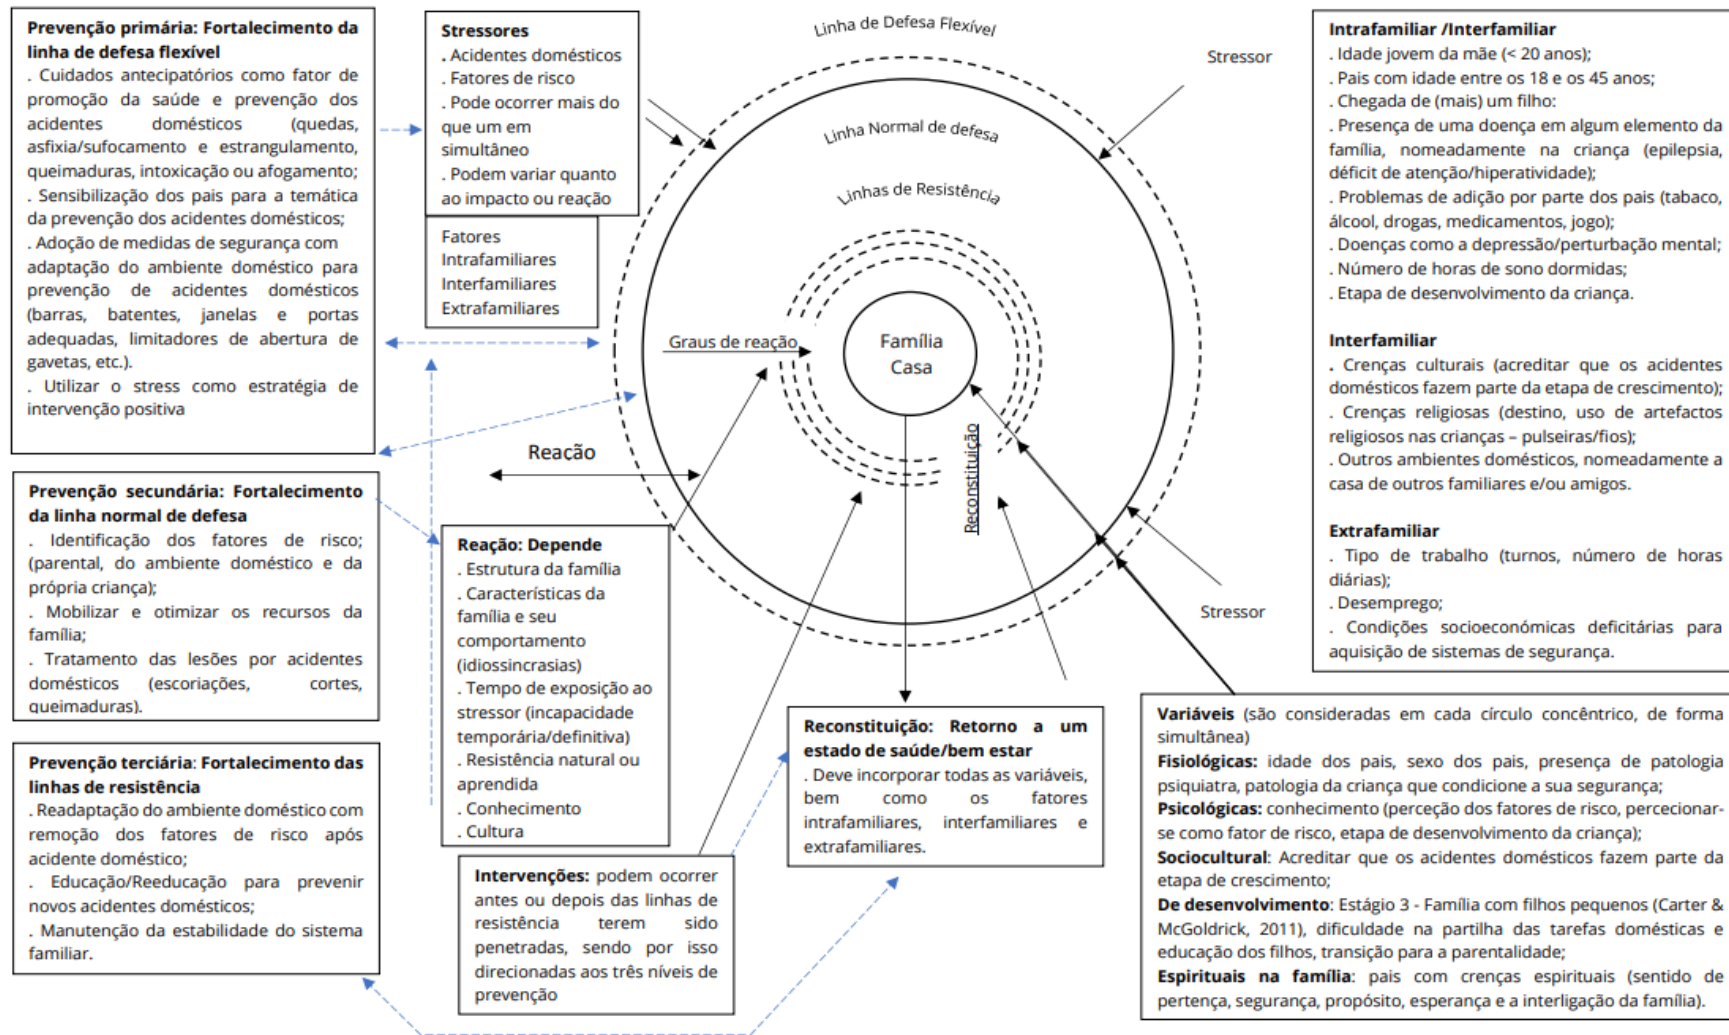 Prevenção primária: Fortalecimento da
linha de defesa flexível
. Cuidados antecipatórios como fator de
promoção da saúde e prevenção dos
acidentes domésticos (quedas,
asfixia/sufocamento e estrangulamento,
queimaduras, intoxicação ou afogamento;
. Sensibilização dos pais para a temática
da prevenção dos acidentes domésticos;
. Adoção de medidas de segurança com
adaptação do ambiente doméstico para
prevenção de acidentes domésticos
(barras, batentes, janelas e portas
adequadas, limitadores de abertura de
gavetas, etc.).
. Utilizar o stress como estratégia de
intervenção positiva
Prevenção secundária: Fortalecimento
da linha normal de defesa
. Identificação dos fatores de risco;
(parental, do ambiente doméstico e da
própria criança);
. Mobilizar e otimizar os recursos da
família;
. Tratamento das lesões por acidentes
domésticos (escoriações, cortes,
queimaduras).
Prevenção terciária: Fortalecimento das
linhas de resistência
. Readaptação do ambiente doméstico com
remoção dos fatores de risco após
acidente doméstico;
. Educação/Reeducação para prevenir
novos acidentes domésticos;
. Manutenção da estabilidade do sistema
familiar.
Stressores
. Acidentes domésticos
. Fatores de risco
. Pode ocorrer mais do
que um em
simultâneo
. Podem variar quanto
ao impacto ou reação
Fatores
Intrafamiliares
Interfamiliares
Extrafamiliares
Reação
Reação: Depende
. Estrutura da família
. Características da
família e seu
comportamento
(idiossincrasias)
. Tempo de exposição ao
stressor (incapacidade
temporária/definitiva)
. Resistência natural ou
aprendida
. Conhecimento
. Cultura
Intervenções: podem ocorrer
antes ou depois das linhas de
resistência terem sido
penetradas, sendo por isso
direcionadas aos três níveis de
prevenção
Linha de Defesa Flexível
Linha Normal de defesa
Linhas de Resistência
Graus de reação
Família
Casa
Reconstituição
Stressor
Stressor
Reconstituição: Retorno a um
estado de saúde/bem estar
. Deve incorporar todas as variáveis,
bem como os fatores
intrafamiliares, interfamiliares e
extrafamiliares.
Intrafamiliar /Interfamiliar
. Idade jovem da mãe (< 20 anos);
. Pais com idade entre os 18 e os 45 anos;
. Chegada de (mais) um filho:
. Presença de uma doença em algum elemento da
família, nomeadamente na criança (epilepsia,
déficit de atenção/hiperatividade);
. Problemas de adição por parte dos pais (tabaco,
álcool, drogas, medicamentos, jogo);
. Doenças como a depressão/perturbação mental;
. Número de horas de sono dormidas;
. Etapa de desenvolvimento da criança.
Interfamiliar
. Crenças culturais (acreditar que os acidentes
domésticos fazem parte da etapa de crescimento);
. Crenças religiosas (destino, uso de artefactos
religiosos nas crianças – pulseiras/fios);
. Outros ambientes domésticos, nomeadamente a
casa de outros familiares e/ou amigos.
Extrafamiliar
. Tipo de trabalho (turnos, número de horas
diárias);
. Desemprego;
. Condições socioeconómicas deficitárias para
aquisição de sistemas de segurança.
Variáveis (são consideradas em cada círculo concêntrico, de forma
simultânea)
Fisiológicas: idade dos pais, sexo dos pais, presença de patologia
psiquiatra, patologia da criança que condicione a sua segurança;
Psicológicas: conhecimento (perceção dos fatores de risco, percecionar-
se como fator de risco, etapa de desenvolvimento da criança);
Sociocultural: Acreditar que os acidentes domésticos fazem parte da
etapa de crescimento;
De desenvolvimento: Estágio 3 - Família com filhos pequenos (Carter &
McGoldrick, 2011), dificuldade na partilha das tarefas domésticas e
educação dos filhos, transição para a parentalidade;
Espirituais na família: pais com crenças espirituais (sentido de
pertença, segurança, propósito, esperança e a interligação da família).